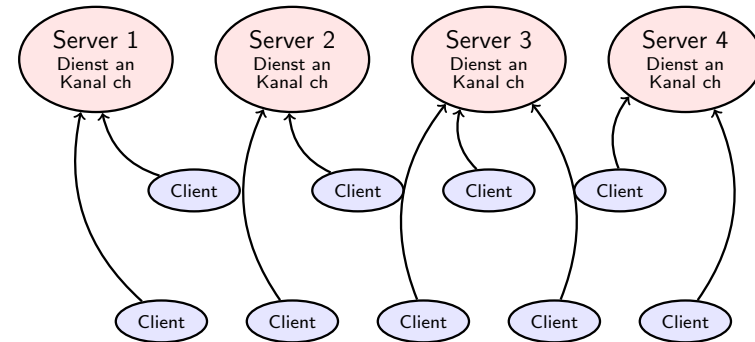 Server 1
Dienst an
Kanal ch
Server 2
Dienst an
Kanal ch
Server 3
Dienst an
Kanal ch
Server 4
Dienst an
Kanal ch
Client
Client
Client
Client
Client
Client
Client
Client
Client